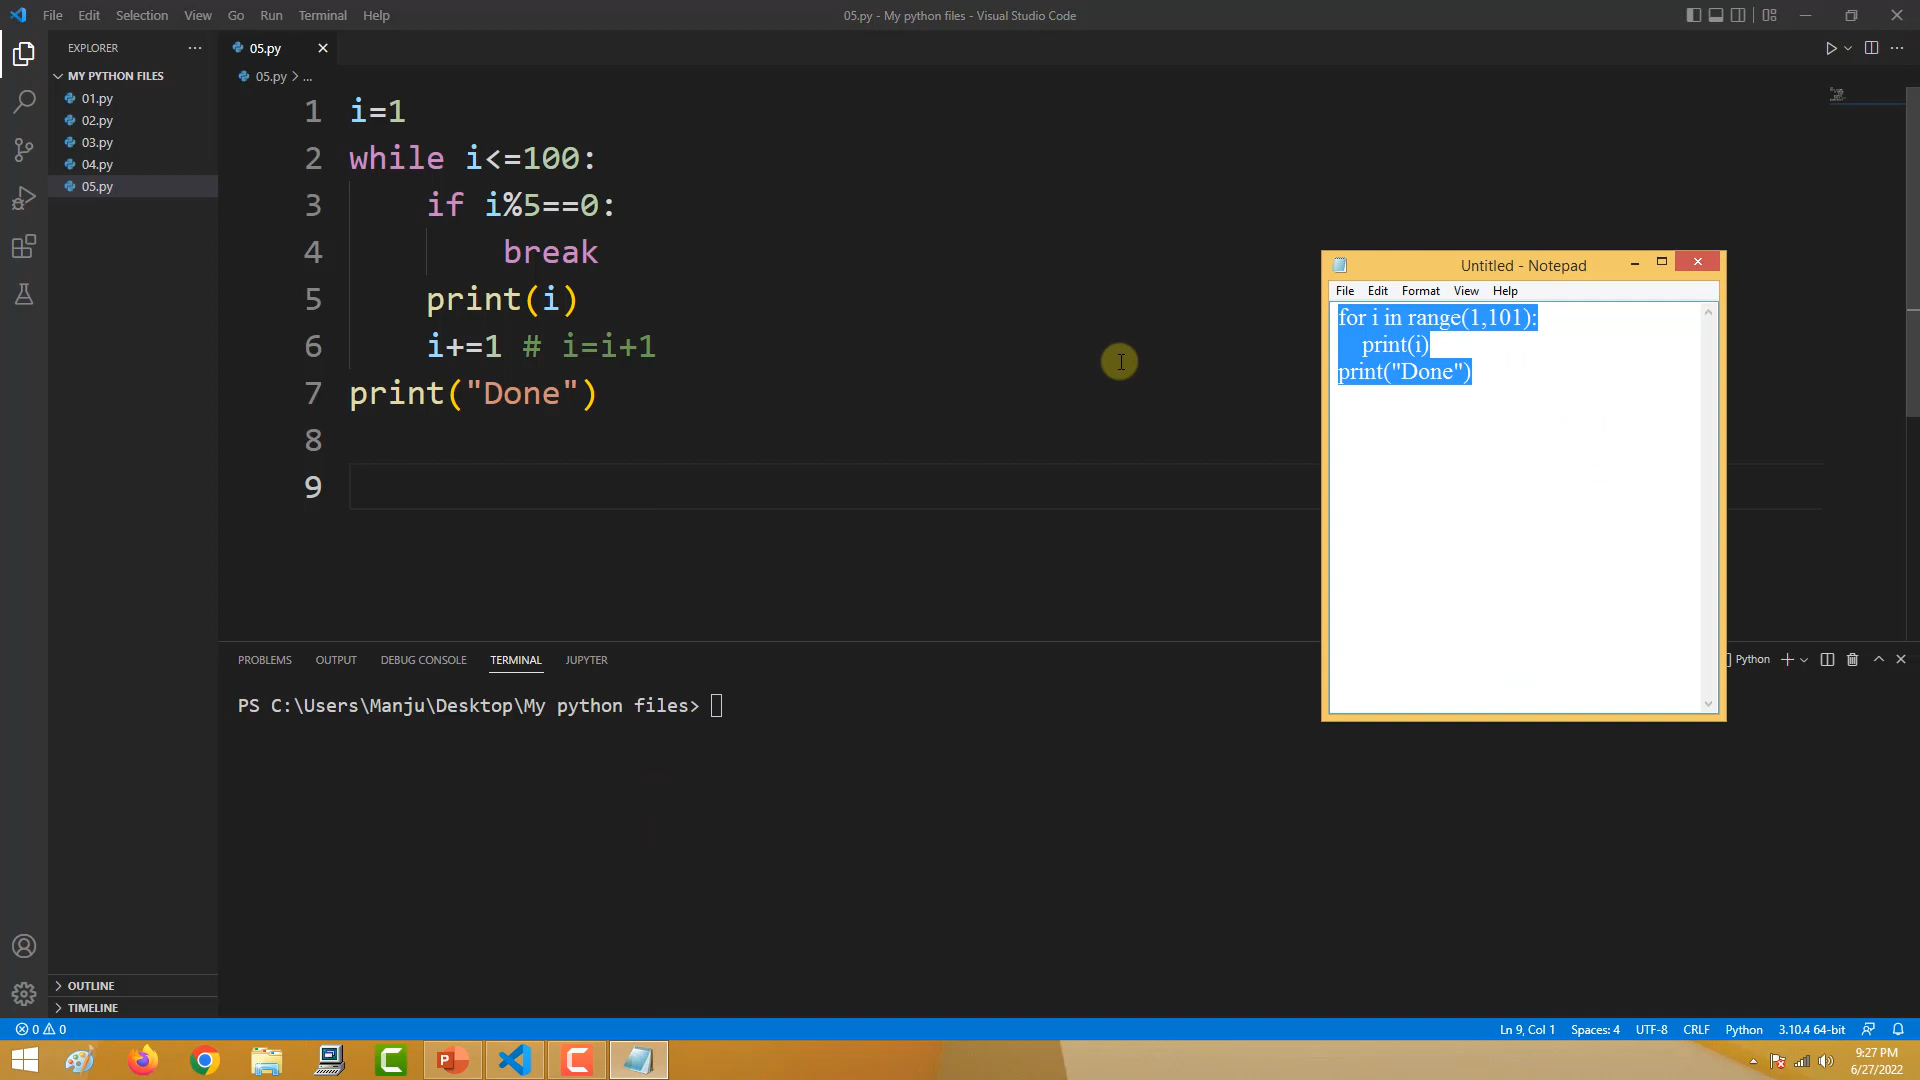 File Edit Selection View Go Run Terminal Help
05.py - My python files - Visual Studio Code
EXPLORER
MY PYTHON FILES
01.py
02.py
03.py
04.py
05.py
OUTLINE
TIMELINE
05.py
05.py > ...
1 i=1
2 while i<=100:
3 if i%5==0:
4 break
5 print(i)
6 i+=1 # i=i+1
7 print("Done")
8
9
Untitled - Notepad
File Edit Format View Help
for i in range(1,101):
print(i)
print("Done")
PROBLEMS OUTPUT DEBUG CONSOLE TERMINAL JUPYTER
Python
PS C:\Users\Manju\Desktop\My python files>
0 0
Ln 9, Col 1 Spaces: 4 UTF-8 CRLF Python 3.10.4 64-bit
9:27 PM
6/27/2022